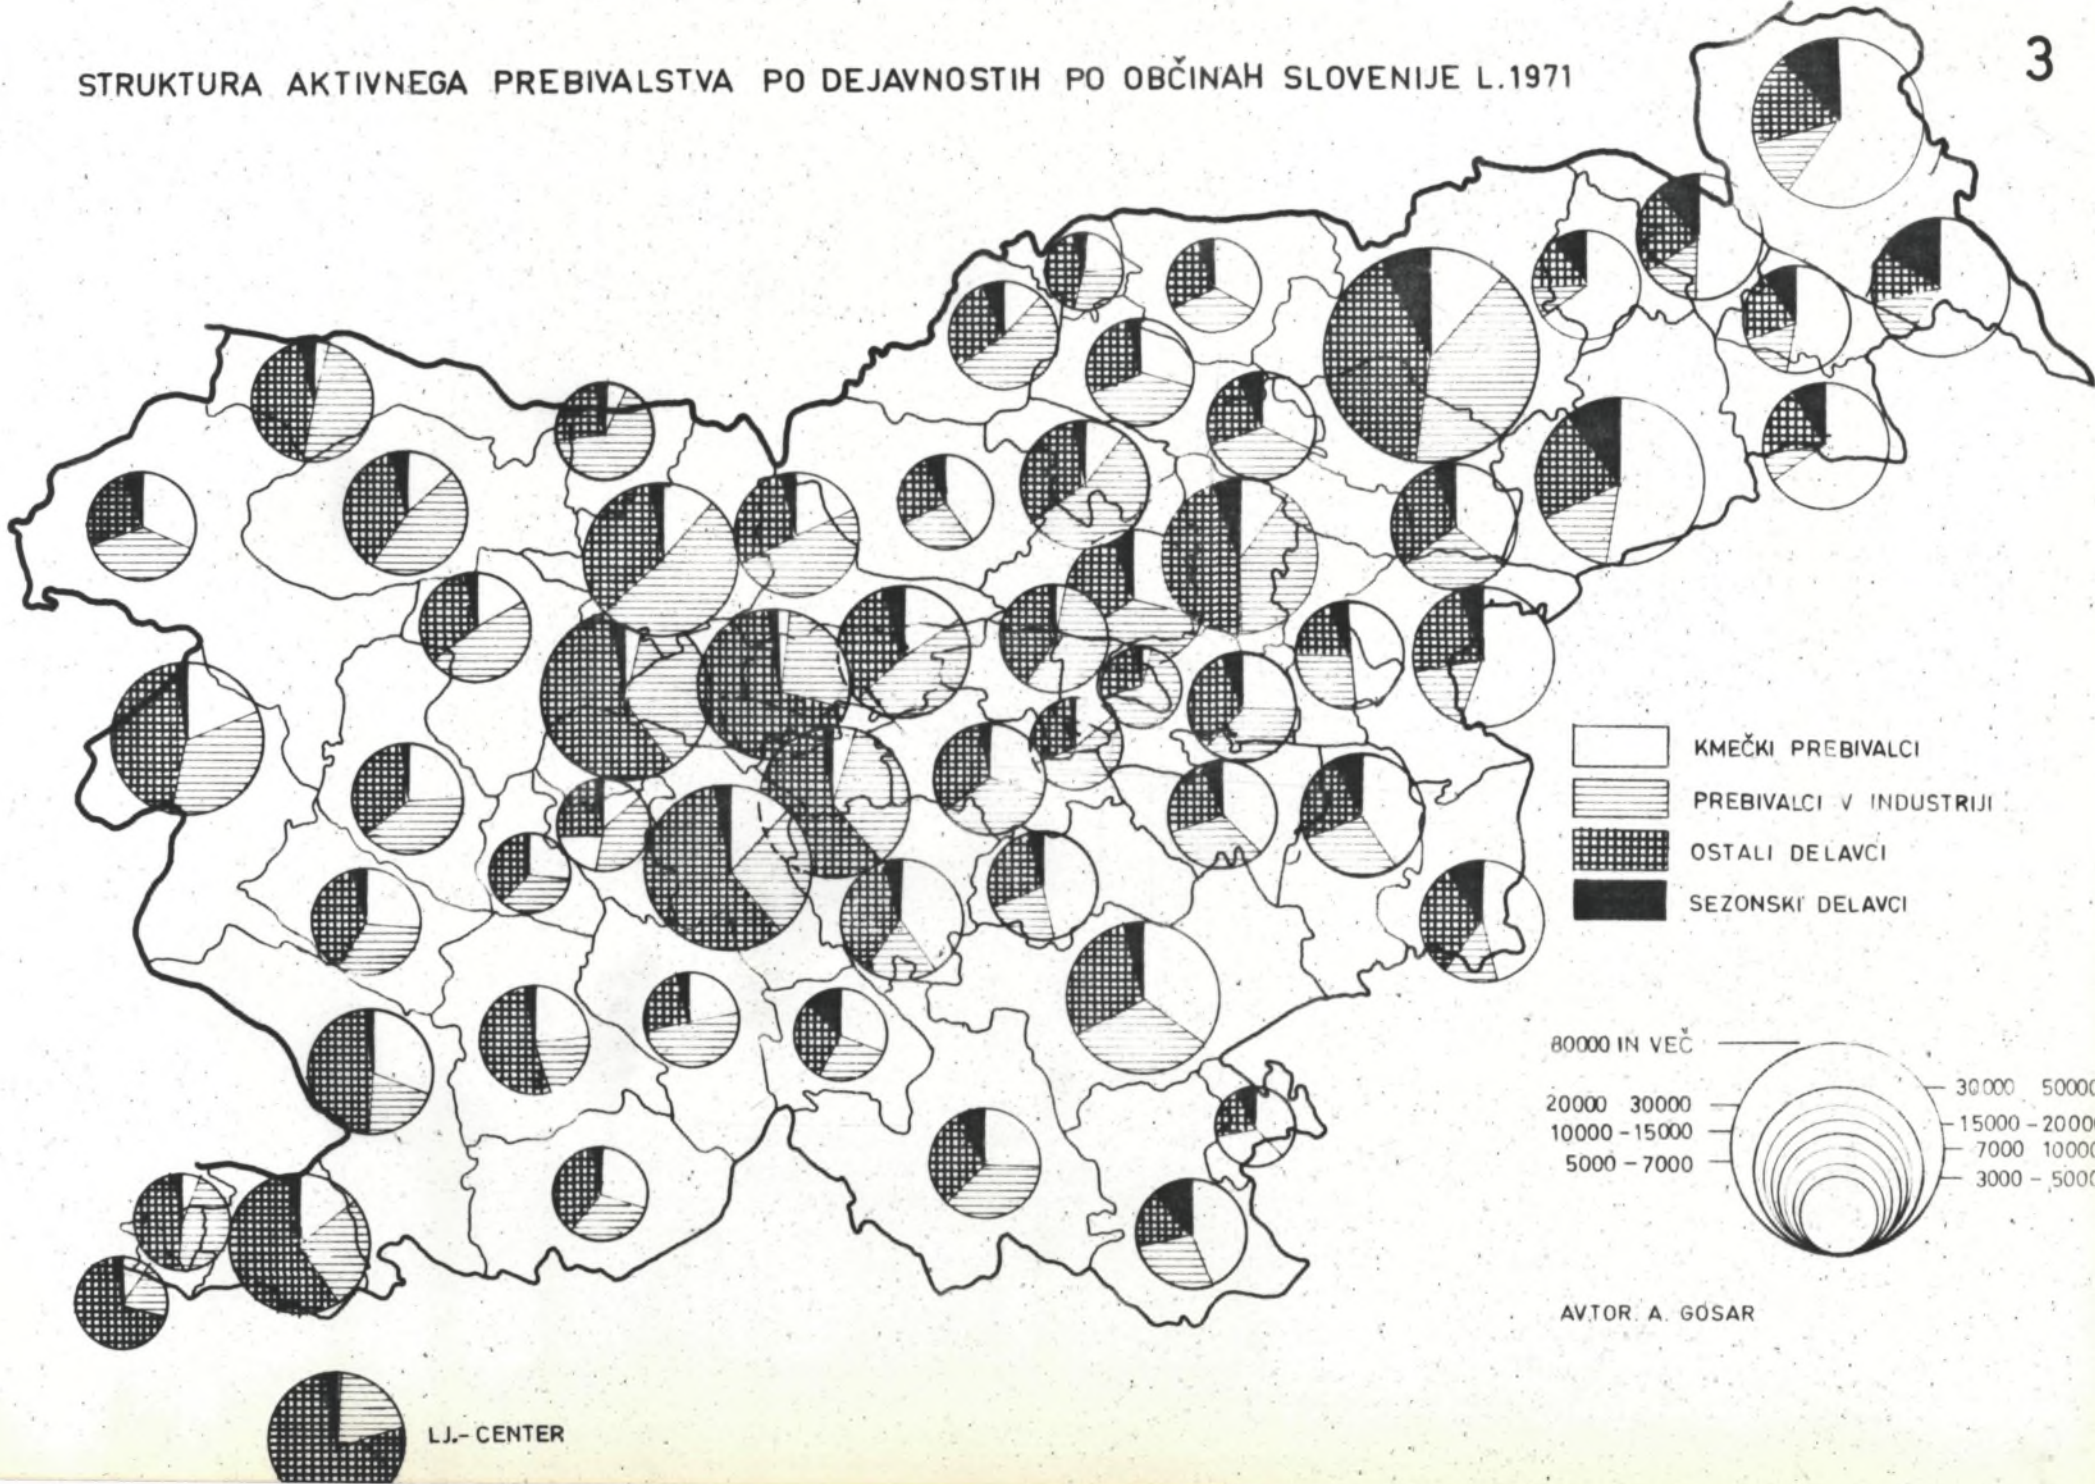 STRUKTURA AKTIVNEGA PREBIVALSTVA PO DEJAVNOSTIH PO OBČINAH SLOVENIJE L.1971
3
KMEČKI PREBIVALCI
PREBIVALCI V INDUSTRIJI
OSTALI DELAVCI
SEZONSKI DELAVCI
80000 IN VEČ
30000 50000
20000 30000
15000-20000
10000-15000
7000 10000
5000-7000
3000-5000
AVTOR. A. GOSAR
LJ.-CENTER